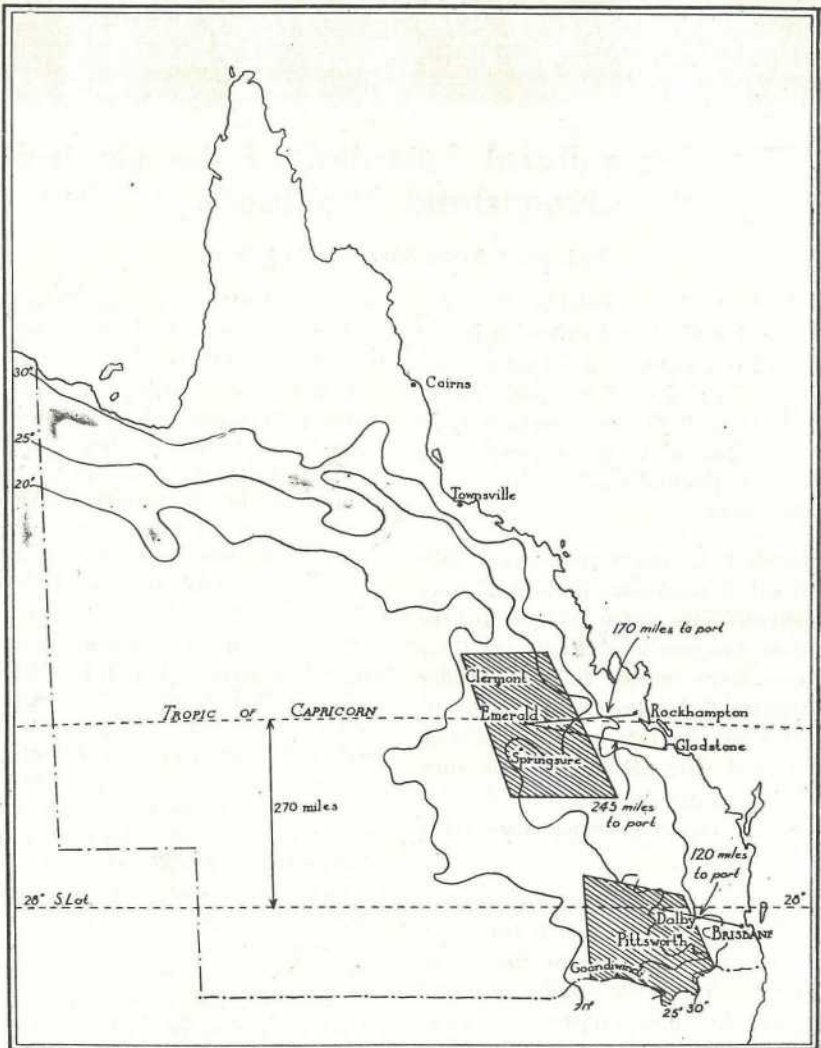 30"
25"
20"
Cairns
Townsville
170 miles to port
Clermont
TROPIC OF CAPRICORN
Emerald
Rockhampton
Gladstone
Springsure
270 miles
245 miles
to port
120 miles
to port
28° S.Lat.
28°
Dalby
BRISBANE
Pittsworth
Goondiwindi
25" 30"